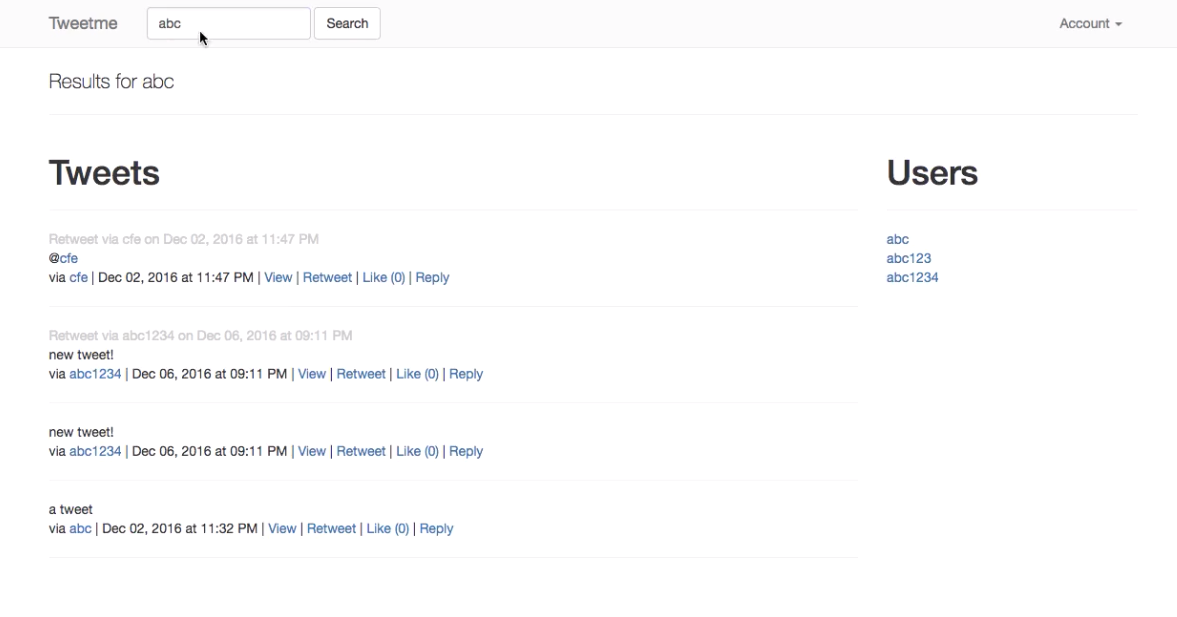 Tweetme abc Search Account
Results for abc
Tweets
Retweet via cfe on Dec 02, 2016 at 11:47 PM
@cfe
via cfe | Dec 02, 2016 at 11:47 PM | View | Retweet | Like (0) | Reply
Retweet via abc1234 on Dec 06, 2016 at 09:11 PM
new tweet!
via abc1234 | Dec 06, 2016 at 09:11 PM | View | Retweet | Like (0) | Reply
new tweet!
via abc1234 | Dec 06, 2016 at 09:11 PM | View | Retweet | Like (0) | Reply
a tweet
via abc | Dec 02, 2016 at 11:32 PM | View | Retweet | Like (0) | Reply
Users
abc
abc123
abc1234